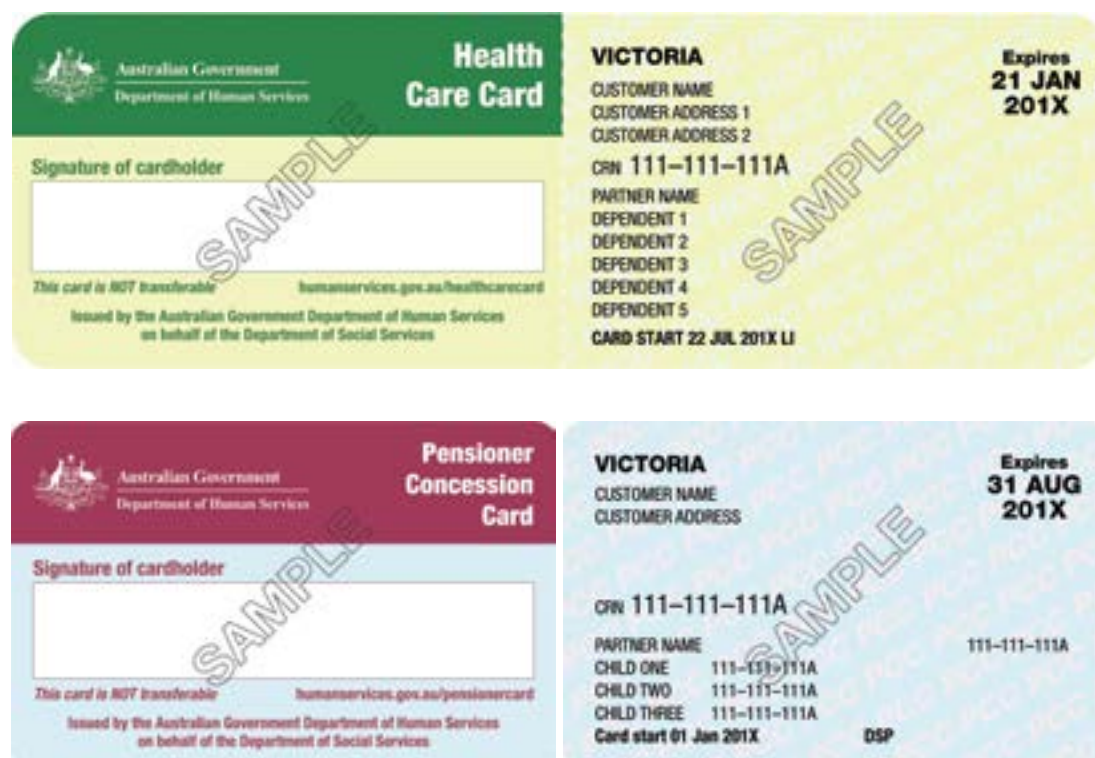 Australian Government
Department of Human Services
Health
Care Card
Signature of cardholder
SAMPLE
This card is NOT transferable humanservices.gov.au/healthcarecard
Issued by the Australian Government Department of Human Services
on behalf of the Department of Social Services
VICTORIA
CUSTOMER NAME
CUSTOMER ADDRESS 1
CUSTOMER ADDRESS 2
CRN 111–111–111A
PARTNER NAME
DEPENDENT 1
DEPENDENT 2
DEPENDENT 3
DEPENDENT 4
DEPENDENT 5
CARD START 22 JUL 201X LI
Expires
21 JAN
201X
SAMPLE
Australian Government
Department of Human Services
Pensioner
Concession
Card
Signature of cardholder
SAMPLE
This card is NOT transferable humanservices.gov.au/pensionercard
Issued by the Australian Government Department of Human Services
on behalf of the Department of Social Services
VICTORIA
CUSTOMER NAME
CUSTOMER ADDRESS
Expires
31 AUG
201X
CRN 111–111–111A
PARTNER NAME 111–111–111A
CHILD ONE 111–111–111A
CHILD TWO 111–111–111A
CHILD THREE 111–111–111A
Card start 01 Jan 201X DSP
SAMPLE